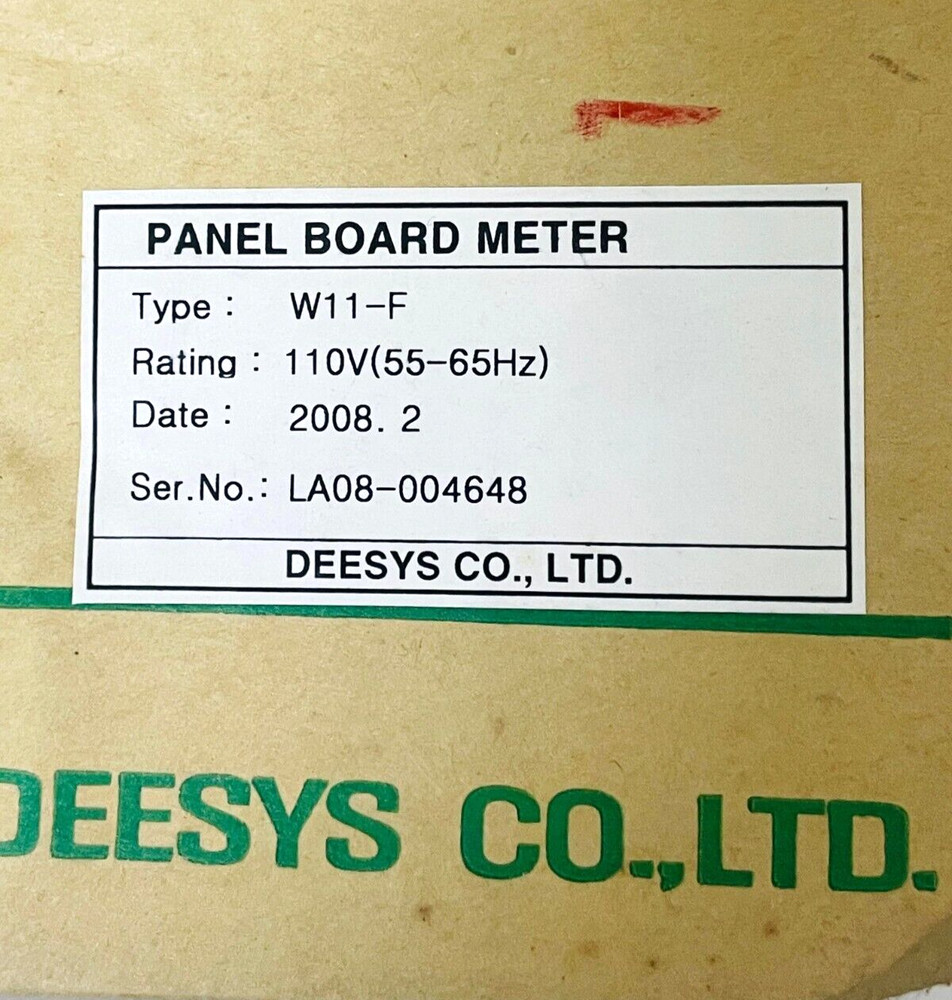 PANEL BOARD METER
Type : W11-F
Rating : 110V(55-65Hz)
Date : 2008. 2
Ser.No.: LA08-004648
DEESYS CO., LTD.
DEESYS CO.,LTD.